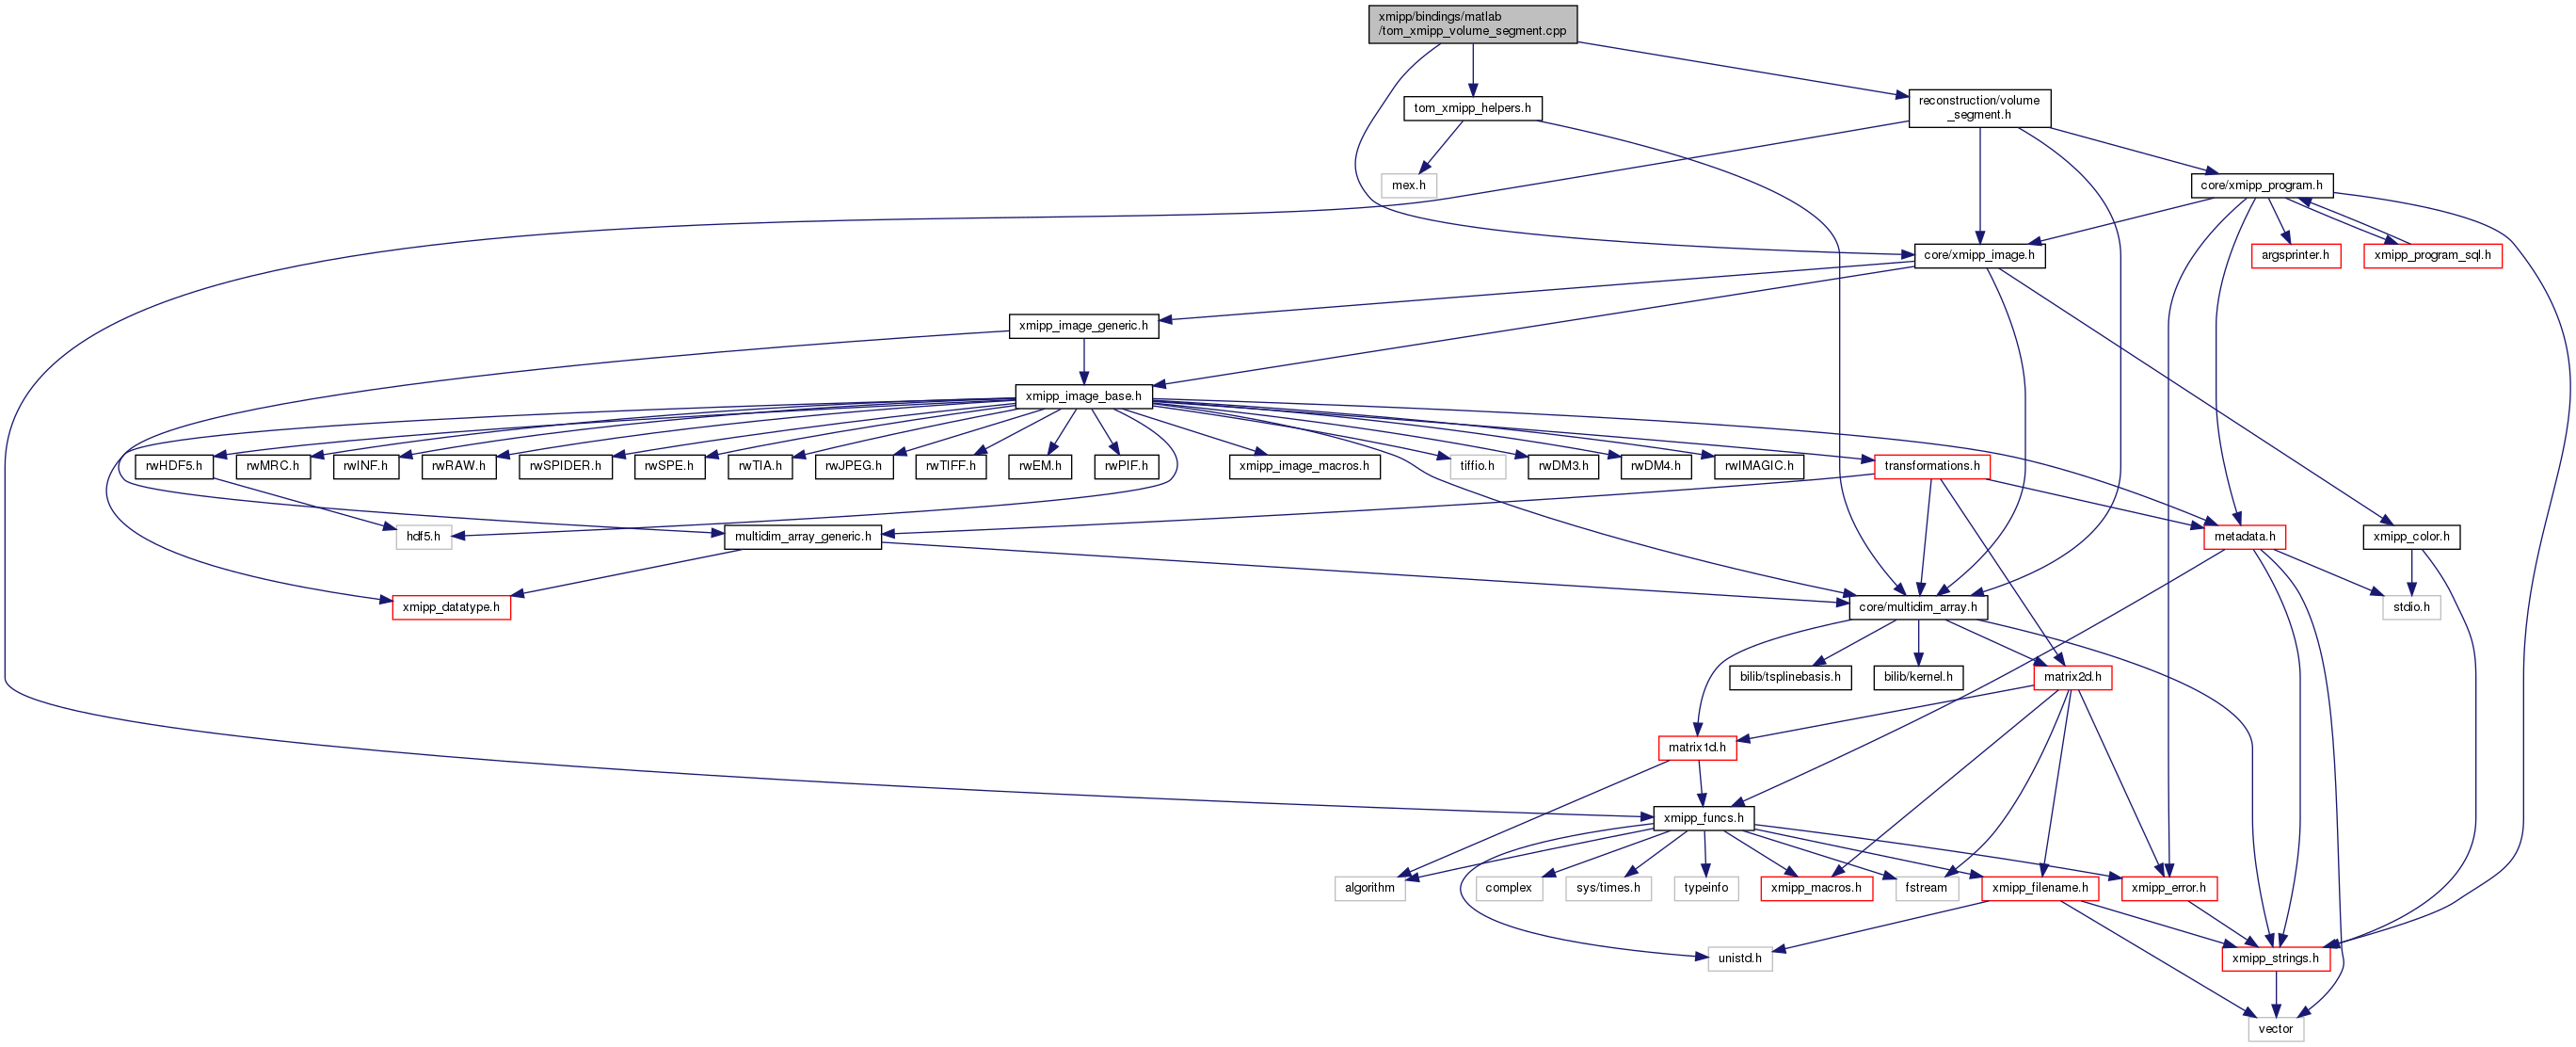 xmipp/bindings/matlab
/tom_xmipp_volume_segment.cpp
tom_xmipp_helpers.h
reconstruction/volume
_segment.h
mex.h
core/xmipp_program.h
core/xmipp_image.h
argsprinter.h
xmipp_program_sql.h
xmipp_image_generic.h
xmipp_image_base.h
rwHDF5.h
rwMRC.h
rwINF.h
rwRAW.h
rwSPIDER.h
rwSPE.h
rwTIA.h
rwJPEG.h
rwTIFF.h
rwEM.h
rwPIF.h
xmipp_image_macros.h
tiffio.h
rwDM3.h
rwDM4.h
rwIMAGIC.h
transformations.h
hdf5.h
multidim_array_generic.h
metadata.h
xmipp_color.h
xmipp_datatype.h
core/multidim_array.h
stdio.h
bilib/tsplinebasis.h
bilib/kernel.h
matrix2d.h
matrix1d.h
xmipp_funcs.h
algorithm
complex
sys/times.h
typeinfo
xmipp_macros.h
fstream
xmipp_filename.h
xmipp_error.h
unistd.h
xmipp_strings.h
vector